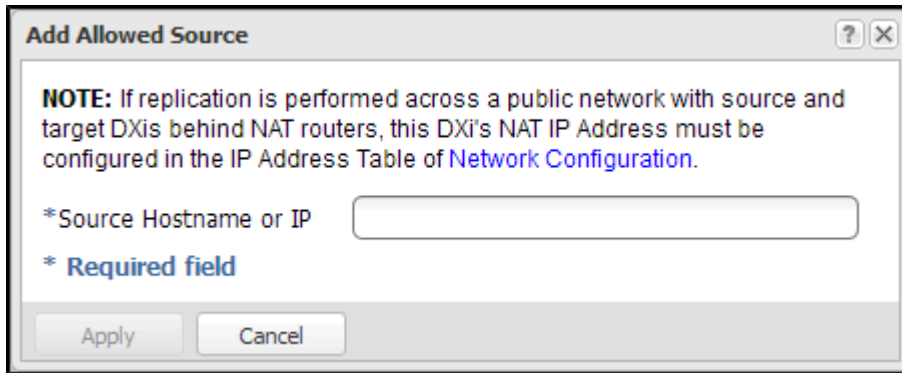 Add Allowed Source
?
X
NOTE: If replication is performed across a public network with source and
target DXis behind NAT routers, this DXi's NAT IP Address must be
configured in the IP Address Table of Network Configuration.
*Source Hostname or IP
* Required field
Apply Cancel